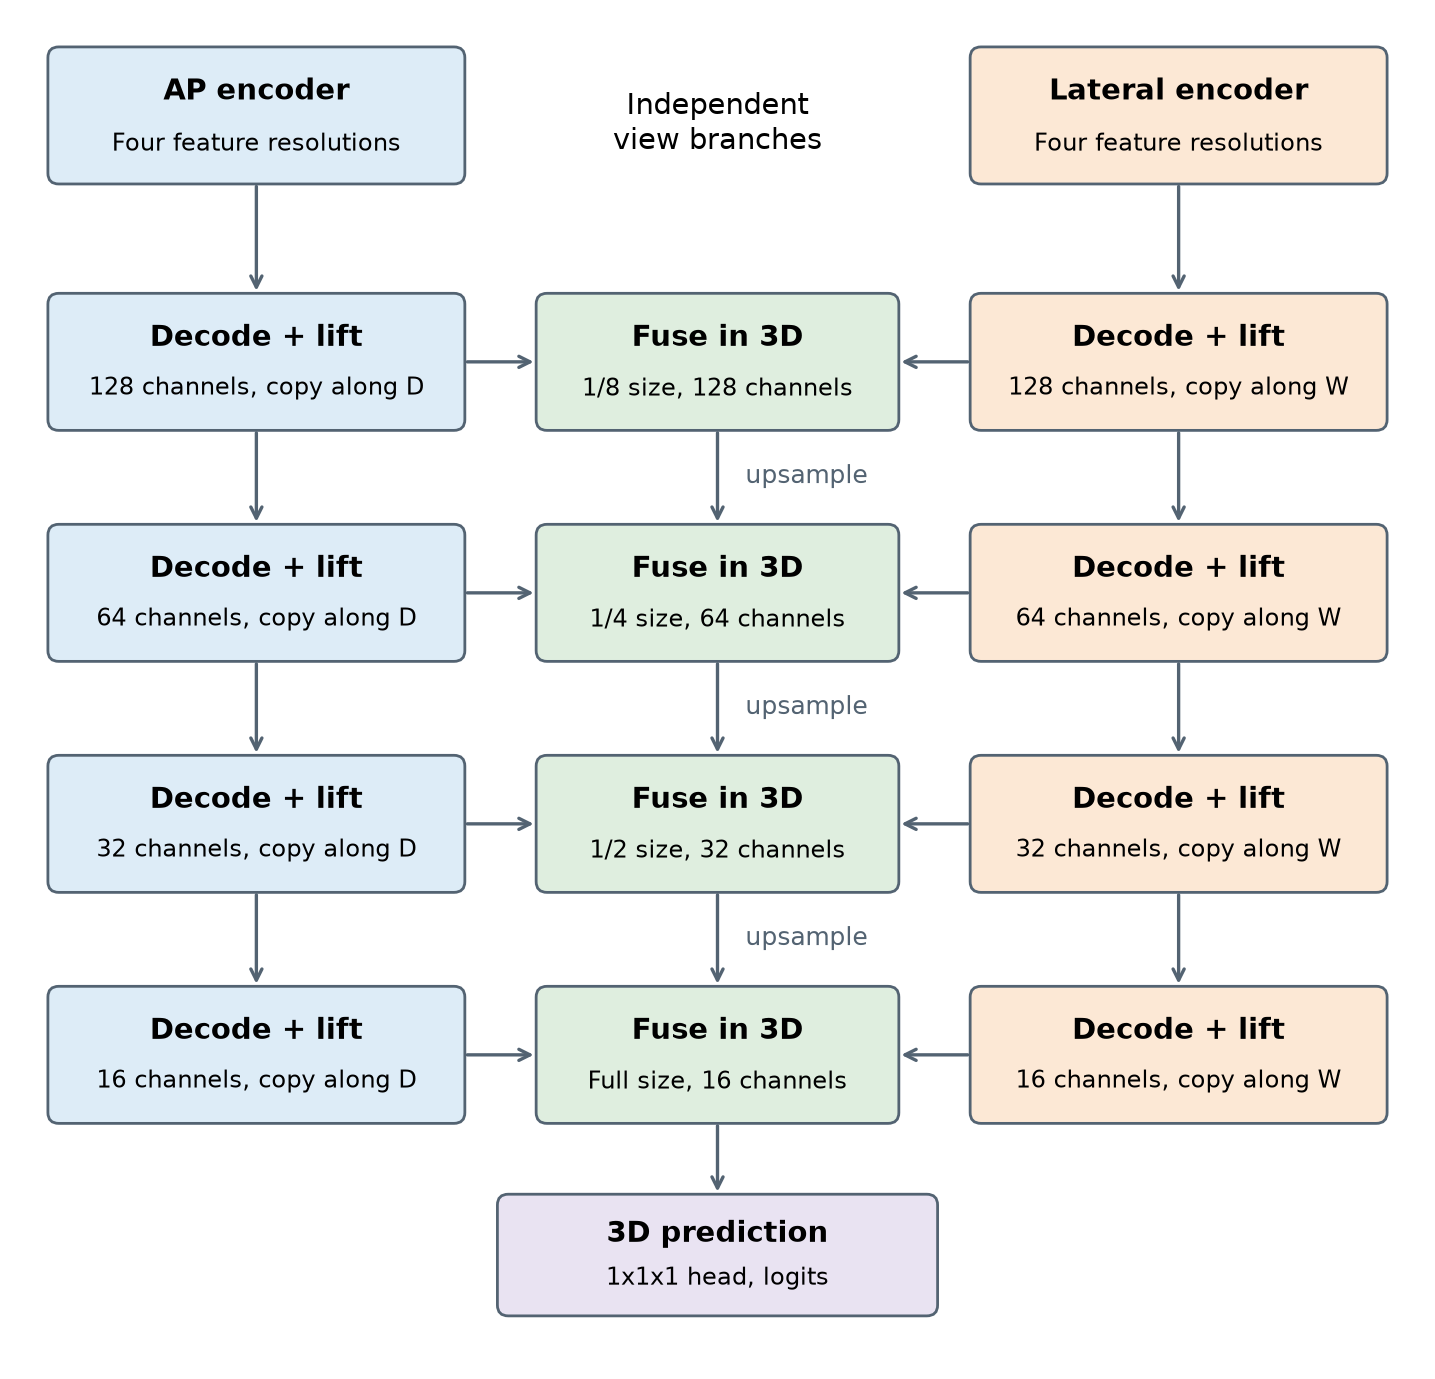 AP encoder
Four feature resolutions
Independent
view branches
Lateral encoder
Four feature resolutions
Decode + lift
128 channels, copy along D
Fuse in 3D
1/8 size, 128 channels
Decode + lift
128 channels, copy along W
upsample
Decode + lift
64 channels, copy along D
Fuse in 3D
1/4 size, 64 channels
Decode + lift
64 channels, copy along W
upsample
Decode + lift
32 channels, copy along D
Fuse in 3D
1/2 size, 32 channels
Decode + lift
32 channels, copy along W
upsample
Decode + lift
16 channels, copy along D
Fuse in 3D
Full size, 16 channels
Decode + lift
16 channels, copy along W
3D prediction
1x1x1 head, logits